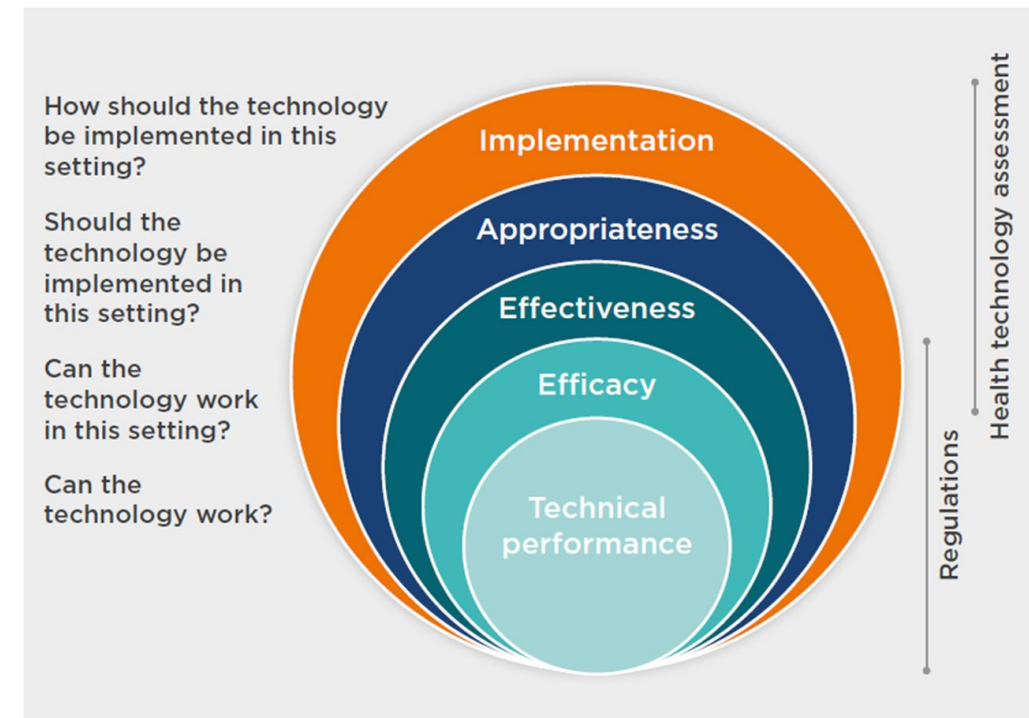 How should the technology
be implemented in this
setting?
Should the
technology be
implemented in
this setting?
Can the
technology work
in this setting?
Can the
technology work?
Implementation
Appropriateness
Effectiveness
Efficacy
Technical
performance
Health technology assessment
Regulations